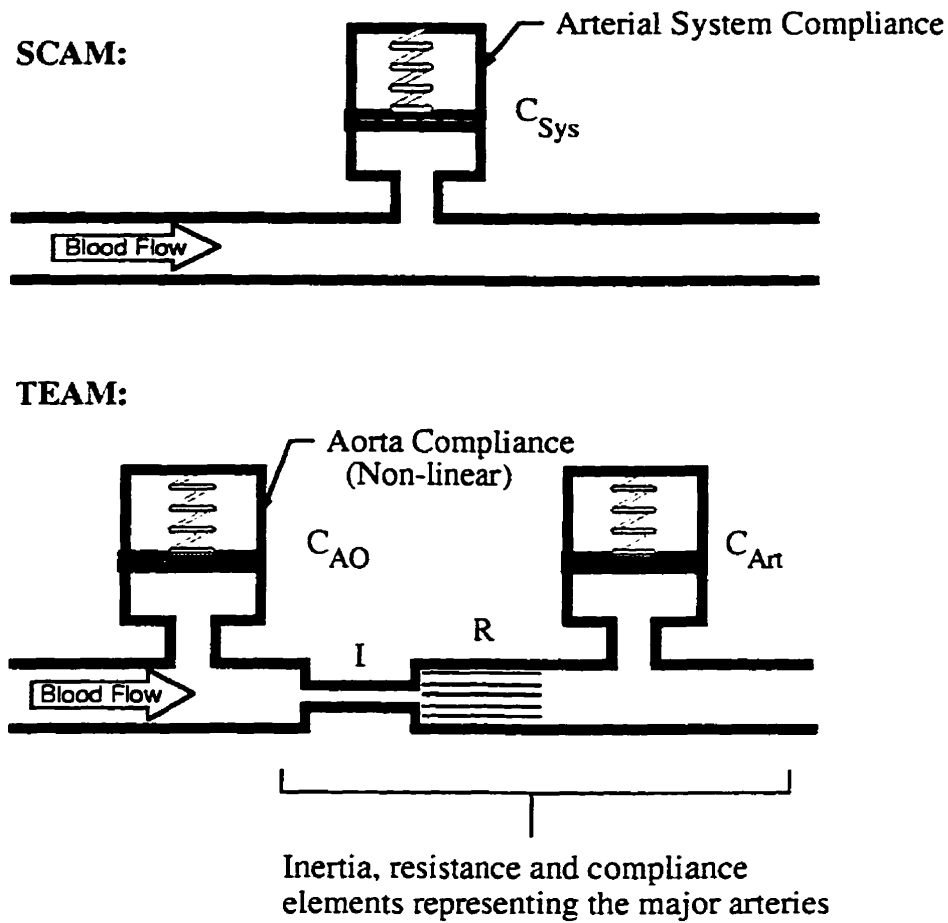 SCAM:
Arterial System Compliance
C_Sys
Blood Flow
TEAM:
Aorta Compliance
(Non-linear)
C_AO
C_Art
I
R
Blood Flow
Inertia, resistance and compliance
elements representing the major arteries